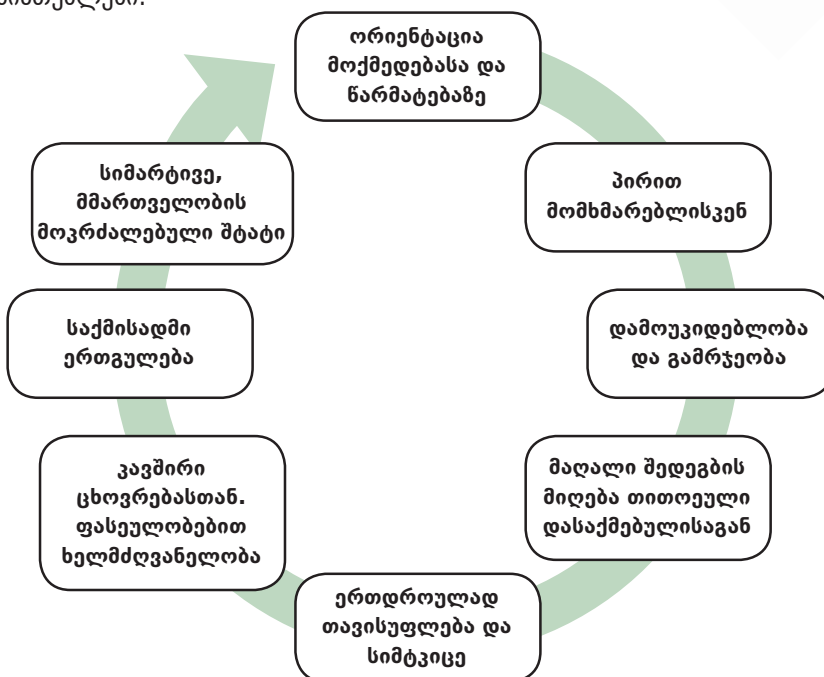 ორიენტაცია
მოქმედებასა და
წარმატებაზე
პირით
მომხმარებლისკენ
დამოუკიდებლობა
და გამრჯეობა
მაღალი შედეგბის
მიღება თითოეული
დასაქმებულისაგან
ერთდროულად
თავისუფლება და
სიმტკიცე
კავშირი
ცხოვრებასთან.
ფასეულობებით
ხელმძღვანელობა
საქმისადმი
ერთგულება
სიმარტივე,
მმართველობის
მოკრძალებული შტატი